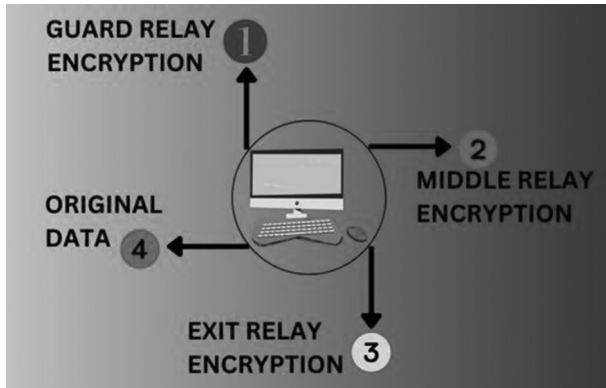 GUARD RELAY 1
ENCRYPTION
2
MIDDLE RELAY
ENCRYPTION
ORIGINAL
DATA 4
EXIT RELAY
ENCRYPTION 3